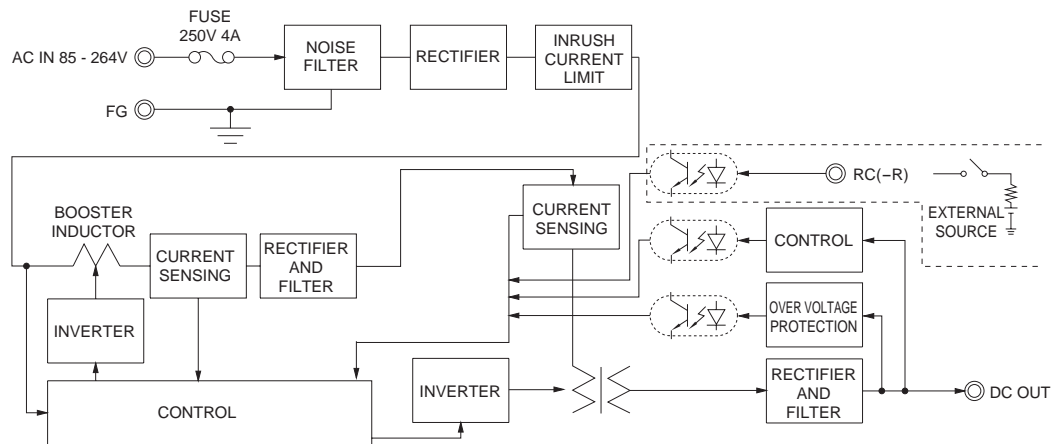 FUSE
250V 4A
AC IN 85 - 264V
NOISE
FILTER
RECTIFIER
INRUSH
CURRENT
LIMIT
FG
RC(−R)
EXTERNAL
SOURCE
CURRENT
SENSING
BOOSTER
INDUCTOR
CURRENT
SENSING
RECTIFIER
AND
FILTER
CONTROL
INVERTER
OVER VOLTAGE
PROTECTION
INVERTER
RECTIFIER
AND
FILTER
DC OUT
CONTROL